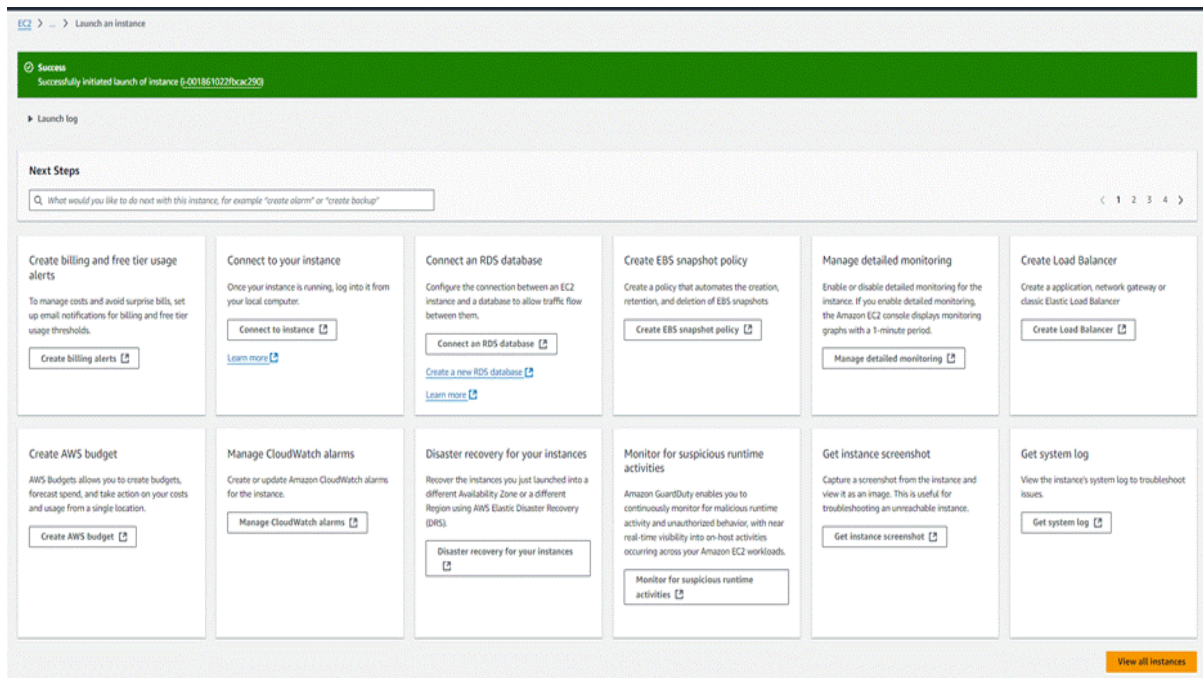 EC2 > ... > Launch an instance
Success
Successfully initiated launch of instance (i-001861022fbcac290)
Launch log
Next Steps
What would you like to do next with this instance, for example "create alarm" or "create backup"
< 1 2 3 4 >
Create billing and free tier usage
alerts
To manage costs and avoid surprise bills, set
up email notifications for billing and free tier
usage thresholds.
Create billing alerts
Connect to your instance
Once your instance is running, log into it from
your local computer.
Connect to instance
Learn more
Connect an RDS database
Configure the connection between an EC2
instance and a database to allow traffic flow
between them.
Connect an RDS database
Create a new RDS database
Learn more
Create EBS snapshot policy
Create a policy that automates the creation,
retention, and deletion of EBS snapshots
Create EBS snapshot policy
Manage detailed monitoring
Enable or disable detailed monitoring for the
instance. If you enable detailed monitoring,
the Amazon EC2 console displays monitoring
graphs with a 1-minute period.
Manage detailed monitoring
Create Load Balancer
Create a application, network gateway or
classic Elastic Load Balancer
Create Load Balancer
Create AWS budget
AWS Budgets allows you to create budgets,
forecast spend, and take action on your costs
and usage from a single location.
Create AWS budget
Manage CloudWatch alarms
Create or update Amazon CloudWatch alarms
for the instance.
Manage CloudWatch alarms
Disaster recovery for your instances
Recover the instances you just launched into a
different Availability Zone or a different
Region using AWS Elastic Disaster Recovery
(DRS).
Disaster recovery for your instances
Monitor for suspicious runtime
activities
Amazon GuardDuty enables you to
continuously monitor for malicious runtime
activity and unauthorized behavior, with near
real-time visibility into on-host activities
occurring across your Amazon EC2 workloads.
Monitor for suspicious runtime
activities
Get instance screenshot
Capture a screenshot from the instance and
view it as an image. This is useful for
troubleshooting an unreachable instance.
Get instance screenshot
Get system log
View the instance's system log to troubleshoot
issues.
Get system log
View all instances